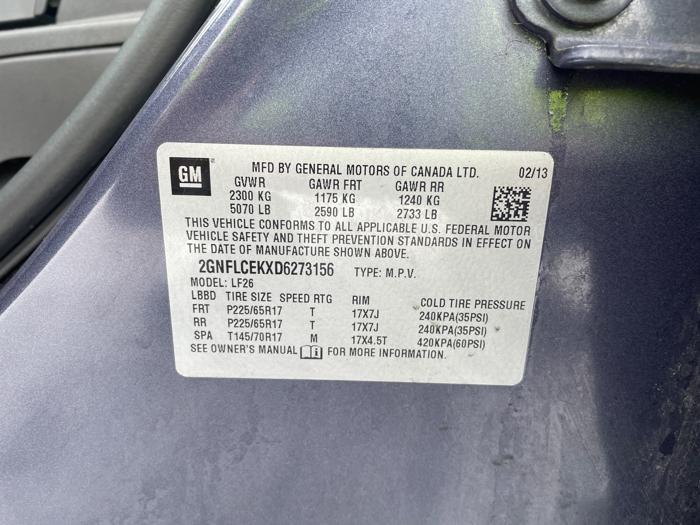 GM
MFD BY GENERAL MOTORS OF CANADA LTD. 02/13
GVWR GAWR FRT GAWR RR
2300 KG 1175 KG 1240 KG
5070 LB 2590 LB 2733 LB
THIS VEHICLE CONFORMS TO ALL APPLICABLE U.S. FEDERAL MOTOR
VEHICLE SAFETY AND THEFT PREVENTION STANDARDS IN EFFECT ON
THE DATE OF MANUFACTURE SHOWN ABOVE.
2GNFLCEKXD6273156 TYPE: M.P.V.
MODEL: LF26
LBBD TIRE SIZE SPEED RTG RIM COLD TIRE PRESSURE
FRT P225/65R17 T 17X7J 240KPA(35PSI)
RR P225/65R17 T 17X7J 240KPA(35PSI)
SPA T145/70R17 M 17X4.5T 420KPA(60PSI)
SEE OWNER'S MANUAL FOR MORE INFORMATION.